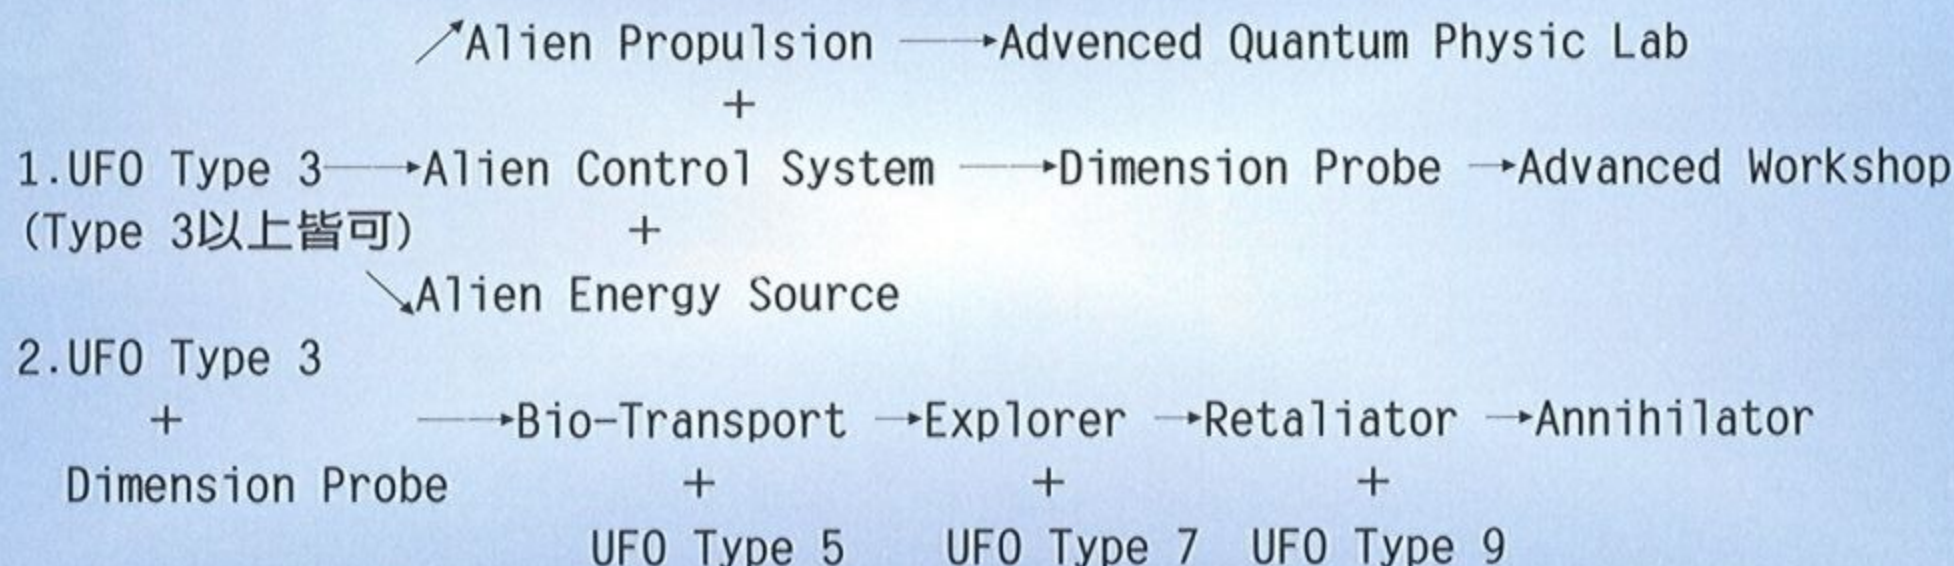 ↗Alien Propulsion →Advenced Quantum Physic Lab
+
1.UFO Type 3→Alien Control System →Dimension Probe →Advanced Workshop
(Type 3以上皆可) +
↘Alien Energy Source
2.UFO Type 3
+ →Bio-Transport →Explorer →Retaliator →Annihilator
Dimension Probe + + +
UFO Type 5 UFO Type 7 UFO Type 9